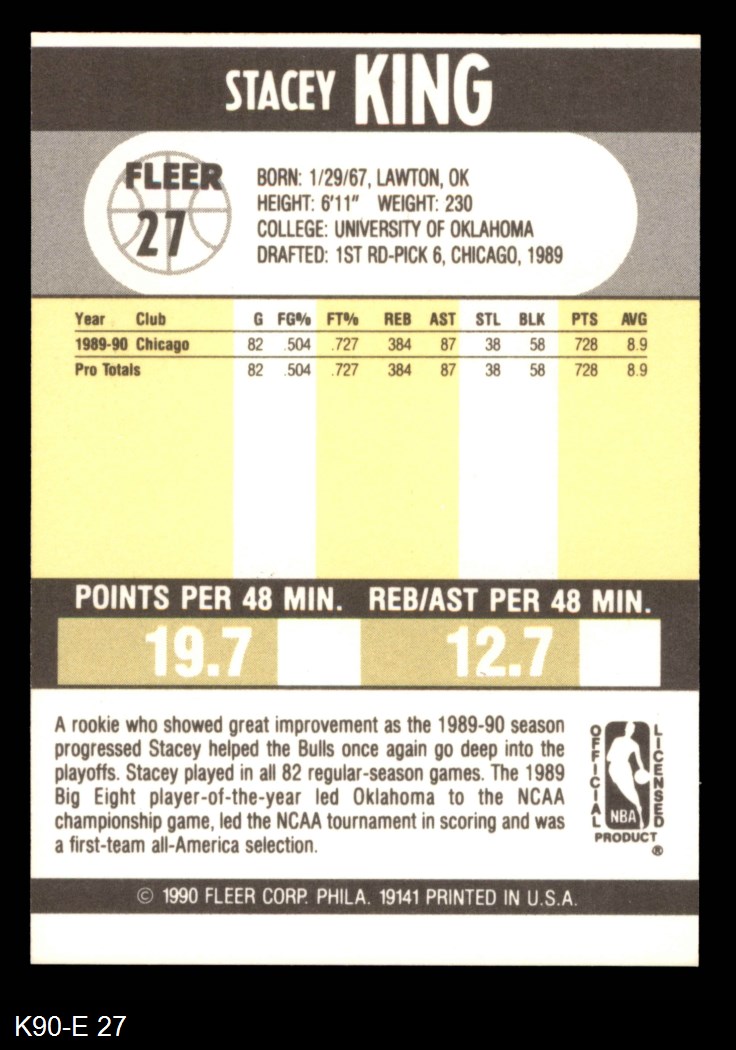 STACEY KING
FLEER
27
BORN: 1/29/67, LAWTON, OK
HEIGHT: 6'11" WEIGHT: 230
COLLEGE: UNIVERSITY OF OKLAHOMA
DRAFTED: 1ST RD-PICK 6, CHICAGO, 1989
Year Club G FG% FT% REB AST STL BLK PTS AVG
1989-90 Chicago 82 .504 .727 384 87 38 58 728 8.9
Pro Totals 82 .504 .727 384 87 38 58 728 8.9
POINTS PER 48 MIN. REB/AST PER 48 MIN.
19.7 12.7
A rookie who showed great improvement as the 1989-90 season
progressed Stacey helped the Bulls once again go deep into the
playoffs. Stacey played in all 82 regular-season games. The 1989
Big Eight player-of-the-year led Oklahoma to the NCAA
championship game, led the NCAA tournament in scoring and was
a first-team all-America selection.
OFFICIAL
LICENSED
NBA
PRODUCT
®
© 1990 FLEER CORP. PHILA. 19141 PRINTED IN U.S.A.
K90-E 27